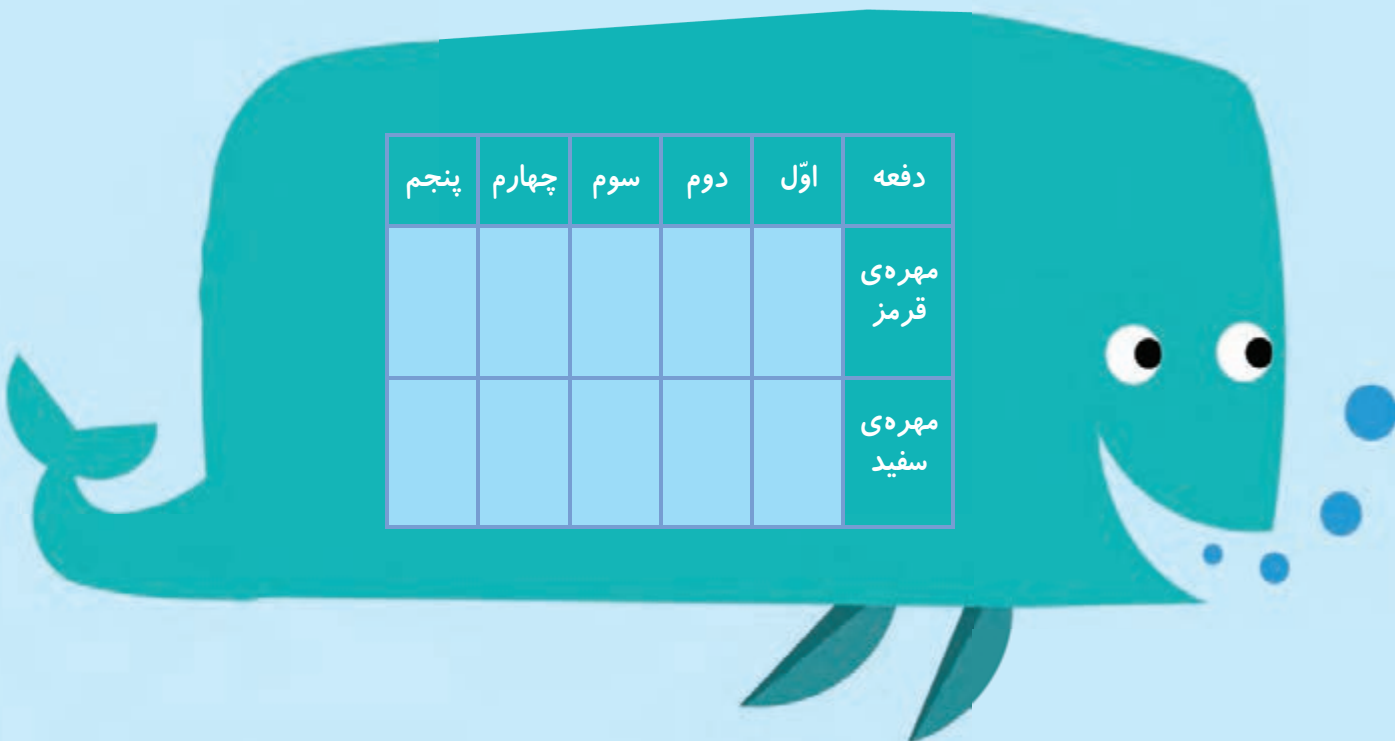 دفعه اوّل دوم سوم چهارم پنجم
مهره‌ی
قرمز
مهره‌ی
سفید